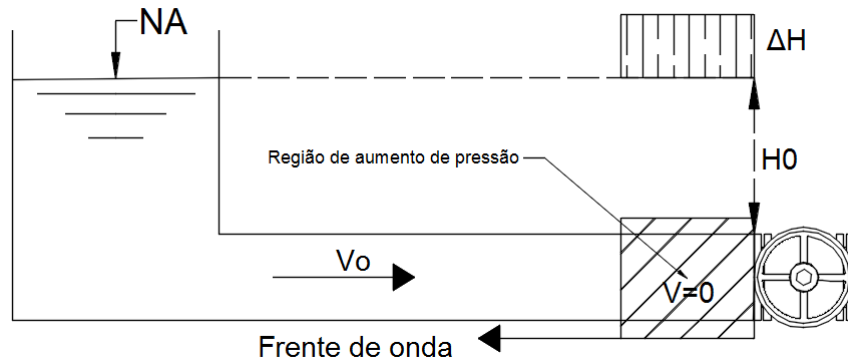 NA
ΔH
Região de aumento de pressão
H0
Vo
V=0
Frente de onda